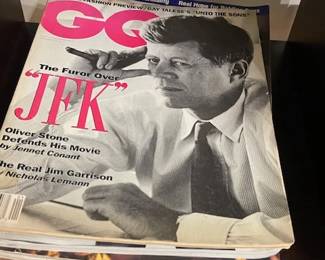 FASHION PREVIEW/GAY TALESE'S "UNTO THE SONS"
GQ
The Furor Over
"JFK"
Oliver Stone
Defends His Movie
by Jennet Conant
The Real Jim Garrison
by Nicholas Lemann